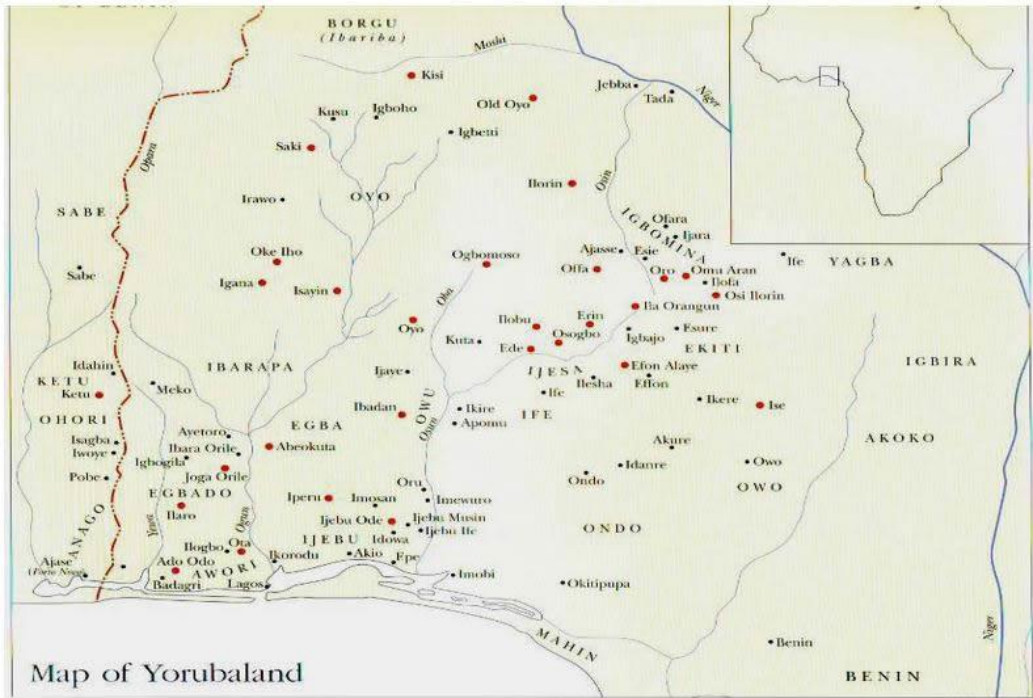 BORGU
(Ibariba)
Moshi
Kisi
Jebba
Tada
Niger
Old Oyo
Kusu
Igboho
Igbetti
Saki
Opara
Osin
Ilorin
OYO
Irawo
SABE
Sabe
IGBOMINA
Ofara
Ijara
Ajasse
Esie
Ife
YAGBA
Oke Iho
Ogbomoso
Offa
Oro
Omu Aran
Ilofa
Igana
Isayin
Osi Ilorin
Oba
Ila Orangun
Oyo
Ilobu
Erin
Osogbo
Igbajo
Esure
Kuta
Ede
EKITI
IGBIRA
Idahin
IBARAPA
Ijaye
IJESA
Efon Alaye
Ilesha
Effon
KETU
Ketu
Meko
Ife
IFE
Ikere
Ise
OHORI
Ibadan
OWU
Osun
Ikire
Apomu
EGBA
AKOKO
Isagba
Iwoye
Ayetoro
Ibara Orile
Abeokuta
Akure
Igbogila
Joga Orile
Idanre
Owo
Pobe
Ondo
OWO
EGBADO
Oru
Iperu
Imosan
Imewuro
Ilaro
Ijebu Ode
Ijebu Musin
ANAGO
Yewa
Ogun
IJEBU
Idowa
Ijebu Ife
ONDO
Ilogbo
Ota
Akio
Epe
Ikorodu
Ajase
(Porto Novo)
Ado Odo
AWORI
Badagri
Lagos
Imobi
Okitipupa
MAHIN
Benin
Niger
BENIN
Map of Yorubaland